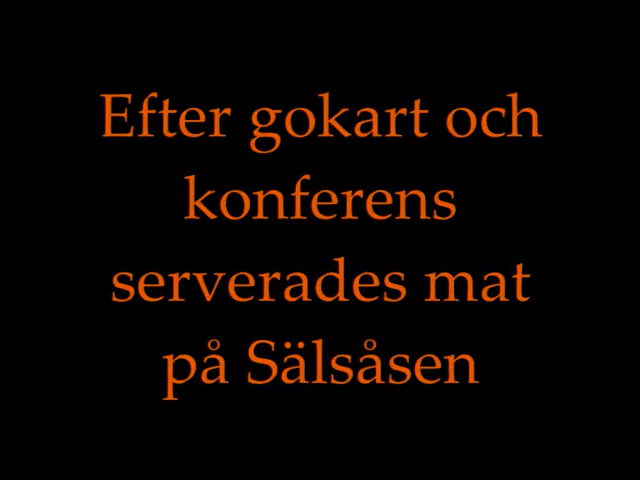 Efter gokart och
konferens
serverades mat
på Sälsåsen